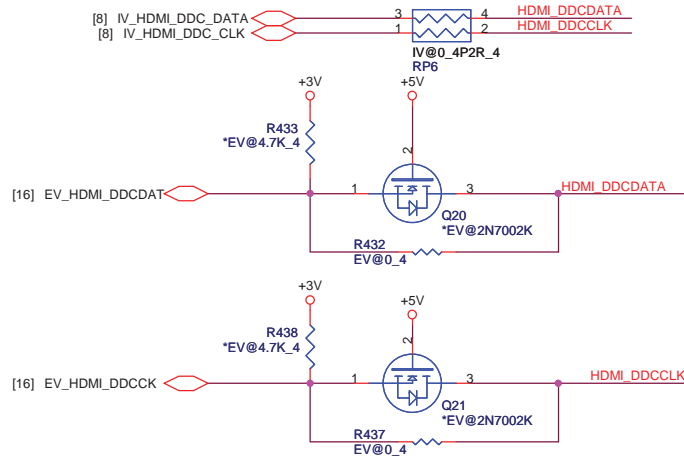 [8] IV_HDMI_DDC_DATA 3 4 HDMI_DDCDATA
[8] IV_HDMI_DDC_CLK 1 2 HDMI_DDCCLK
IV@0_4P2R_4
RP6
+3V +5V
R433
*EV@4.7K_4
2
[16] EV_HDMI_DDCDAT 1 3 HDMI_DDCDATA
Q20
*EV@2N7002K
R432
EV@0_4
+3V +5V
R438
*EV@4.7K_4
2
[16] EV_HDMI_DDCCK 1 3 HDMI_DDCCLK
Q21
*EV@2N7002K
R437
EV@0_4